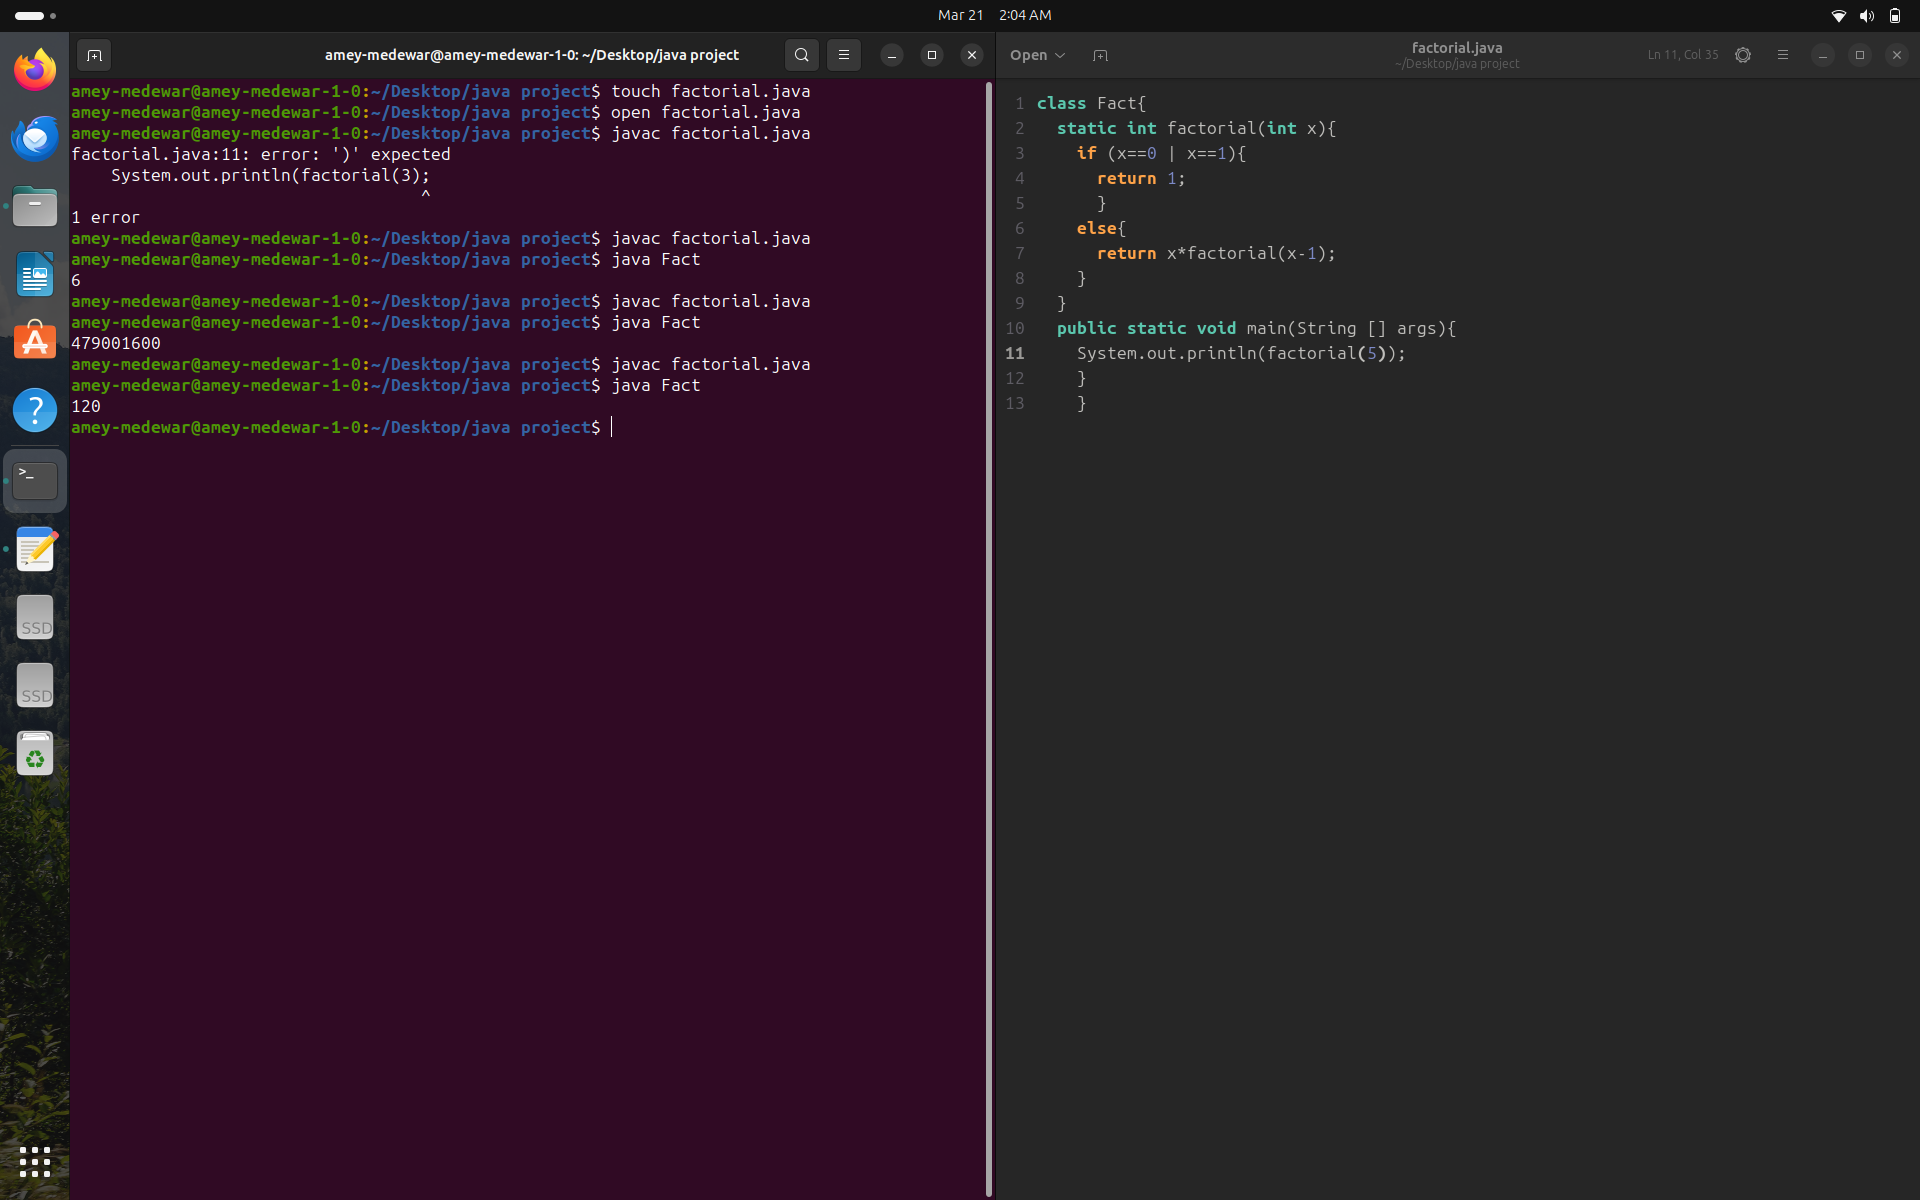 Mar 21 2:04 AM
amey-medewar@amey-medewar-1-0: ~/Desktop/java project
amey-medewar@amey-medewar-1-0:~/Desktop/java project$ touch factorial.java
amey-medewar@amey-medewar-1-0:~/Desktop/java project$ open factorial.java
amey-medewar@amey-medewar-1-0:~/Desktop/java project$ javac factorial.java
factorial.java:11: error: ')' expected
    System.out.println(factorial(3);
                                   ^
1 error
amey-medewar@amey-medewar-1-0:~/Desktop/java project$ javac factorial.java
amey-medewar@amey-medewar-1-0:~/Desktop/java project$ java Fact
6
amey-medewar@amey-medewar-1-0:~/Desktop/java project$ javac factorial.java
amey-medewar@amey-medewar-1-0:~/Desktop/java project$ java Fact
479001600
amey-medewar@amey-medewar-1-0:~/Desktop/java project$ javac factorial.java
amey-medewar@amey-medewar-1-0:~/Desktop/java project$ java Fact
120
amey-medewar@amey-medewar-1-0:~/Desktop/java project$
Open
factorial.java
~/Desktop/java project
Ln 11, Col 35
1 class Fact{
2   static int factorial(int x){
3     if (x==0 | x==1){
4       return 1;
5       }
6     else{
7       return x*factorial(x-1);
8     }
9   }
10   public static void main(String [] args){
11     System.out.println(factorial(5));
12     }
13     }
>_
SSD
SSD